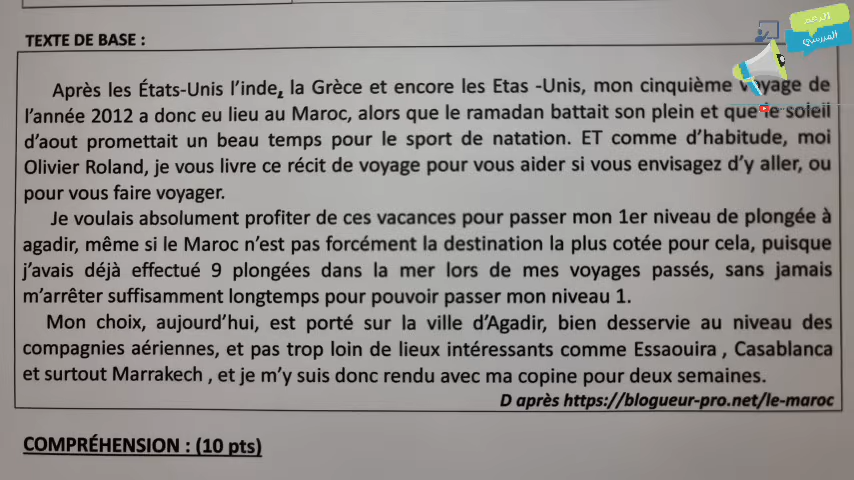 الرائد
المدرسي
TEXTE DE BASE :
Après les États-Unis l'inde, la Grèce et encore les Etas -Unis, mon cinquième voyage de
l'année 2012 a donc eu lieu au Maroc, alors que le ramadan battait son plein et que le soleil
d'aout promettait un beau temps pour le sport de natation. ET comme d'habitude, moi
Olivier Roland, je vous livre ce récit de voyage pour vous aider si vous envisagez d'y aller, ou
pour vous faire voyager.
Je voulais absolument profiter de ces vacances pour passer mon 1er niveau de plongée à
agadir, même si le Maroc n'est pas forcément la destination la plus cotée pour cela, puisque
j'avais déjà effectué 9 plongées dans la mer lors de mes voyages passés, sans jamais
m'arrêter suffisamment longtemps pour pouvoir passer mon niveau 1.
Mon choix, aujourd'hui, est porté sur la ville d'Agadir, bien desservie au niveau des
compagnies aériennes, et pas trop loin de lieux intéressants comme Essaouira , Casablanca
et surtout Marrakech , et je m'y suis donc rendu avec ma copine pour deux semaines.
D après https://blogueur-pro.net/le-maroc
COMPRÉHENSION : (10 pts)